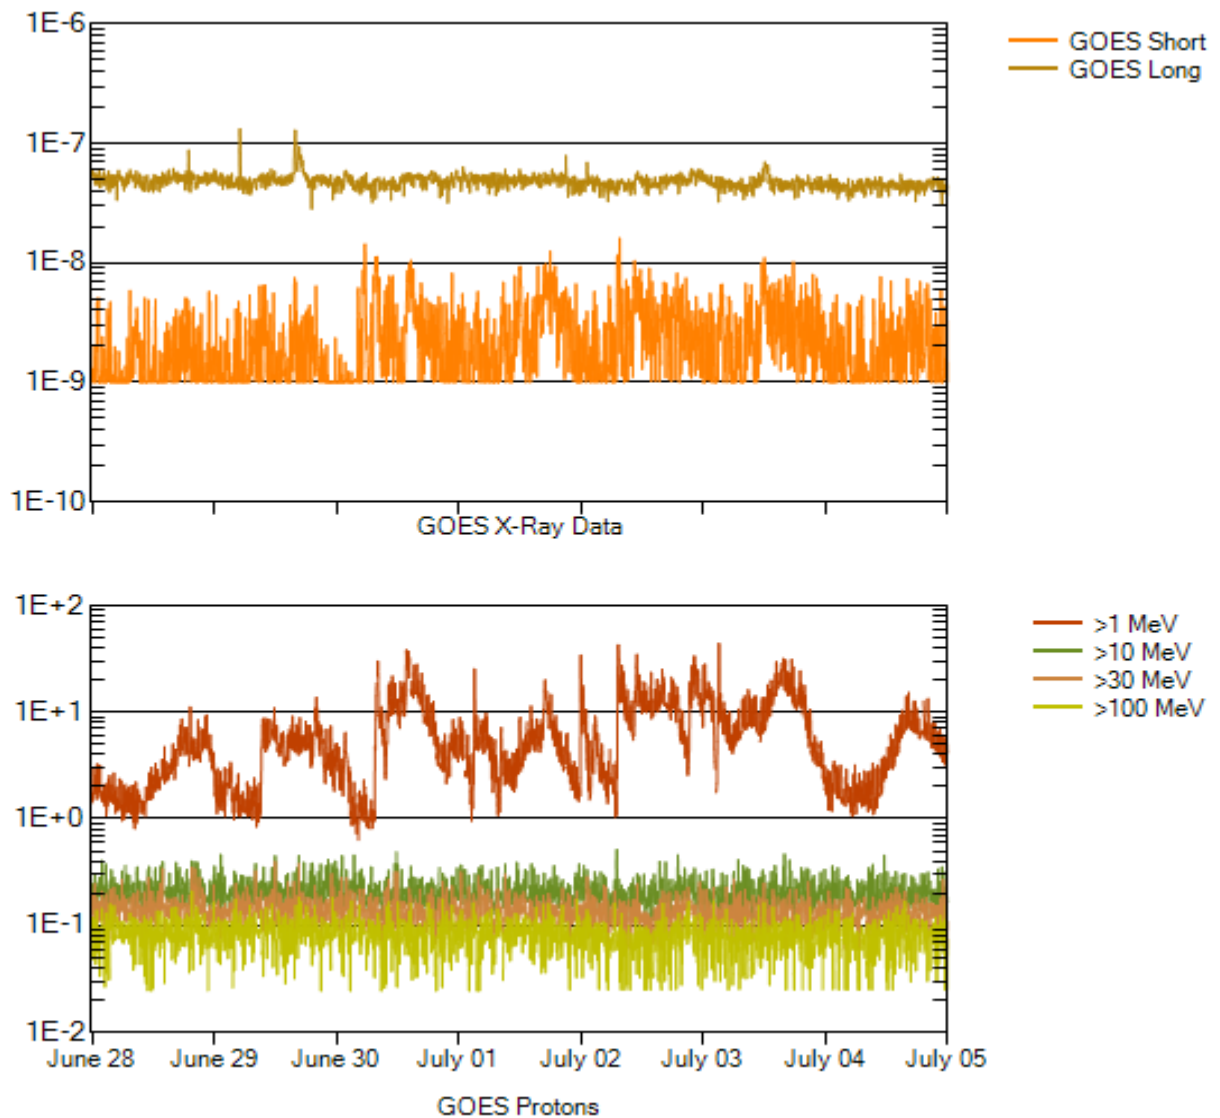 1E-6
1E-7
1E-8
1E-9
1E-10
GOES Short
GOES Long
GOES X-Ray Data
1E+2
1E+1
1E+0
1E-1
1E-2
>1 MeV
>10 MeV
>30 MeV
>100 MeV
June 28 June 29 June 30 July 01 July 02 July 03 July 04 July 05
GOES Protons